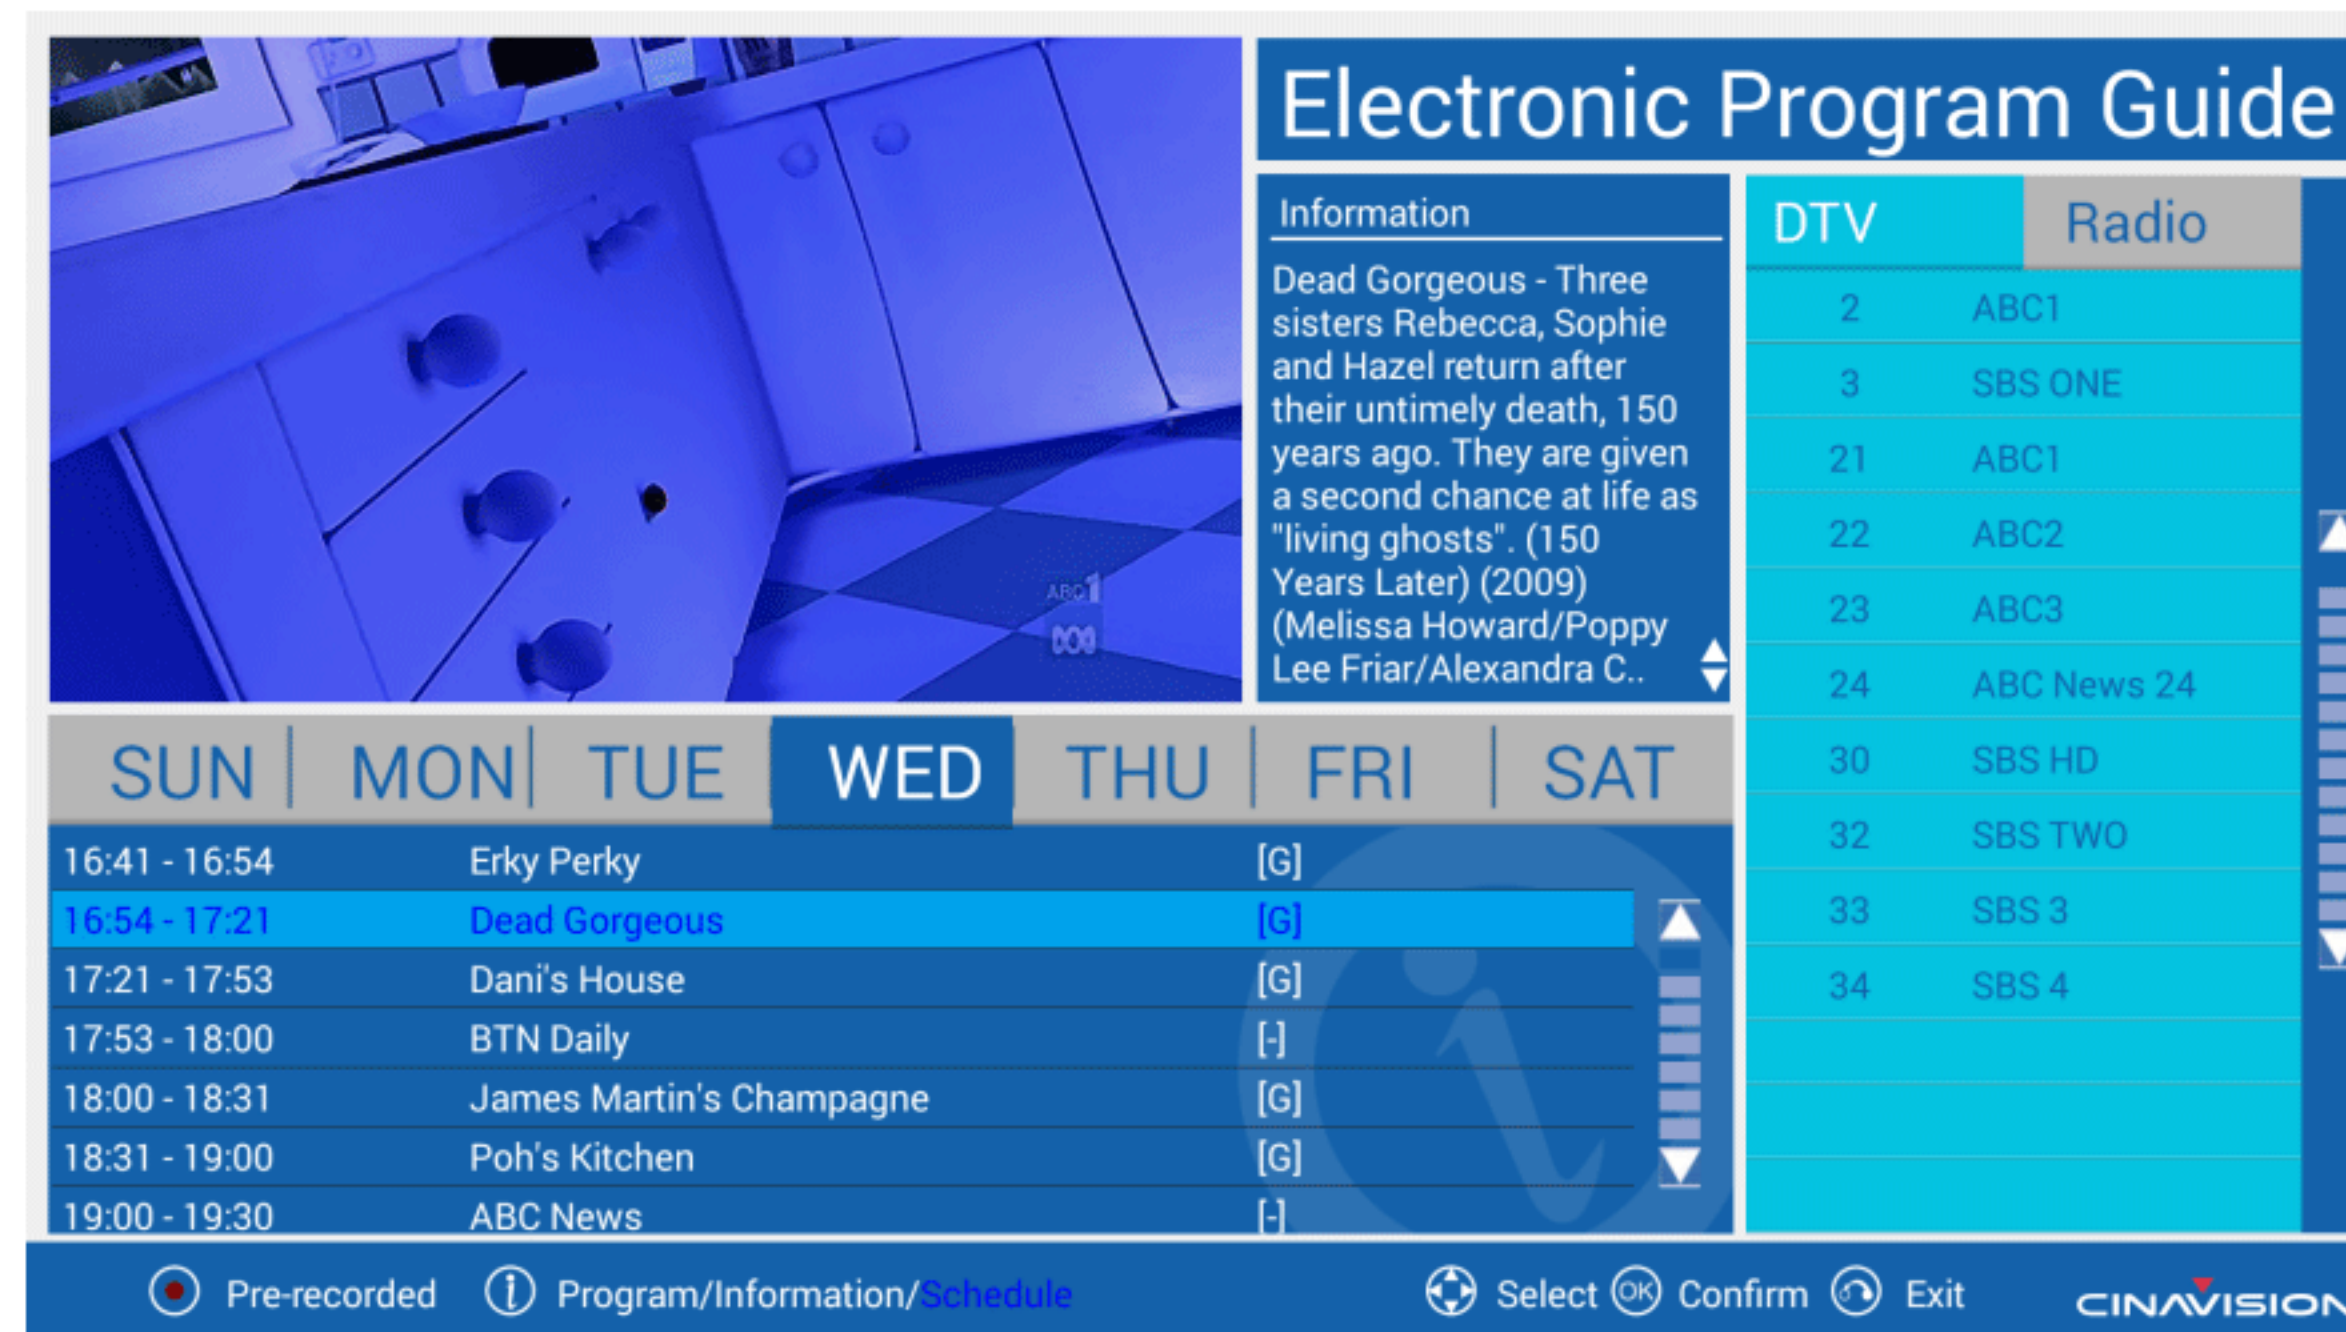 Electronic Program Guide
ABC1
Information
Dead Gorgeous - Three
sisters Rebecca, Sophie
and Hazel return after
their untimely death, 150
years ago. They are given
a second chance at life as
"living ghosts". (150
Years Later) (2009)
(Melissa Howard/Poppy
Lee Friar/Alexandra C..
DTV Radio
2 ABC1
3 SBS ONE
21 ABC1
22 ABC2
23 ABC3
24 ABC News 24
30 SBS HD
32 SBS TWO
33 SBS 3
34 SBS 4
SUN MON TUE WED THU FRI SAT
16:41 - 16:54 Erky Perky [G]
16:54 - 17:21 Dead Gorgeous [G]
17:21 - 17:53 Dani's House [G]
17:53 - 18:00 BTN Daily [-]
18:00 - 18:31 James Martin's Champagne [G]
18:31 - 19:00 Poh's Kitchen [G]
19:00 - 19:30 ABC News [-]
Pre-recorded i Program/Information/Schedule Select OK Confirm Exit CINAVISION